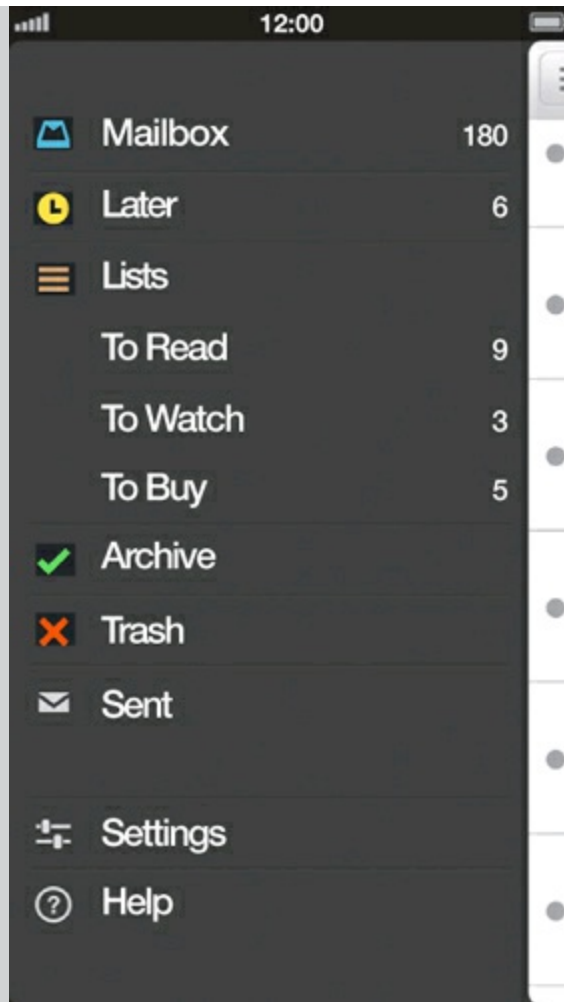 12:00
Mailbox 180
Later 6
Lists
To Read 9
To Watch 3
To Buy 5
Archive
Trash
Sent
Settings
? Help